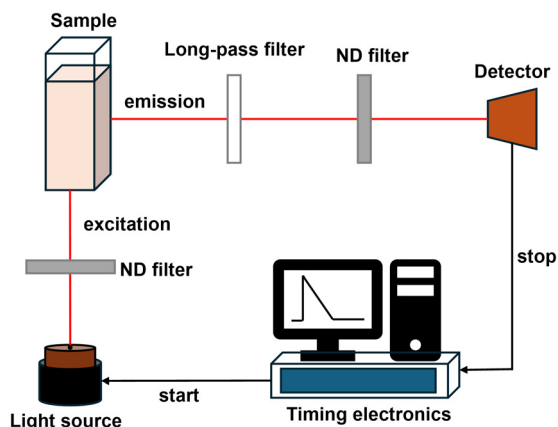 Sample
Long-pass filter
ND filter
Detector
emission
excitation
ND filter
stop
start
Light source
Timing electronics